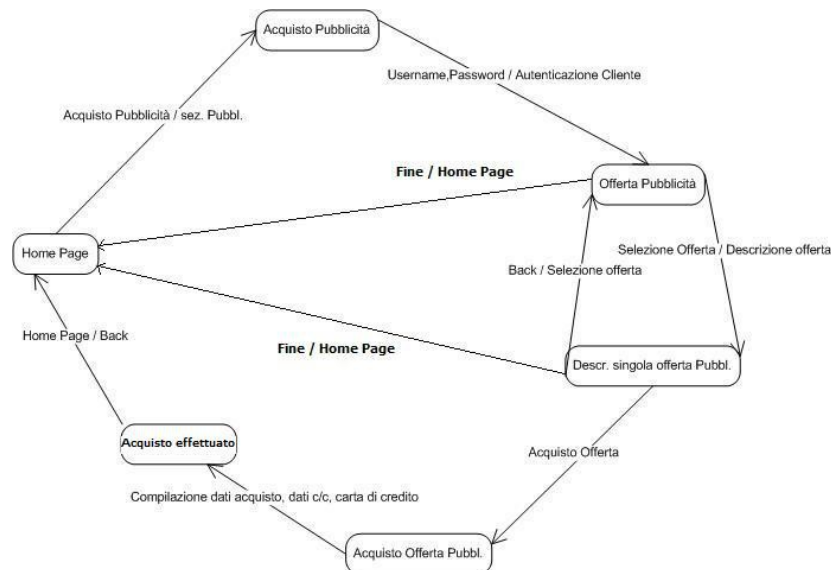 Acquisto Pubblicità
Username,Password / Autenticazione Cliente
Acquisto Pubblicità / sez. Pubbl.
Fine / Home Page
Offerta Pubblicità
Home Page
Selezione Offerta / Descrizione offerta
Back / Selezione offerta
Home Page / Back
Fine / Home Page
Descr. singola offerta Pubbl.
Acquisto effettuato
Acquisto Offerta
Compilazione dati acquisto, dati c/c, carta di credito
Acquisto Offerta Pubbl.